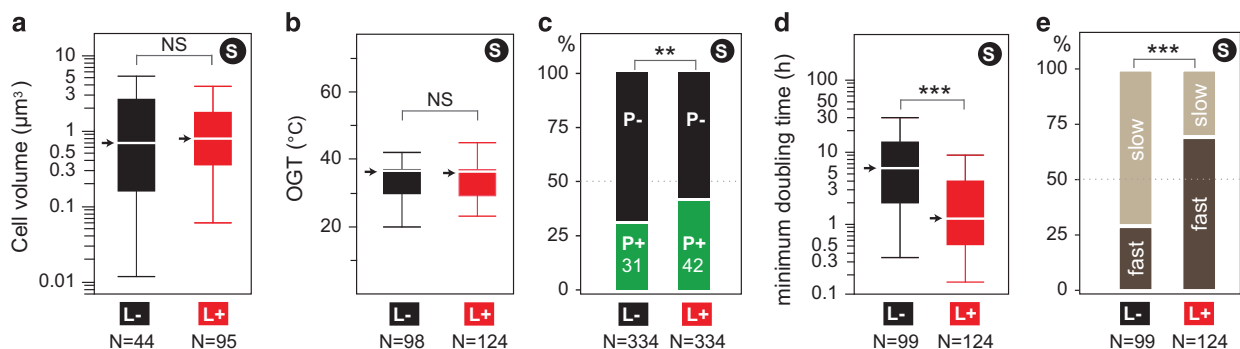 a
NS
S
Cell volume (µm³)
10
5
3
1
0.5
0.3
0.1
0.01
L-
L+
N=44
N=95
b
NS
S
OGT (°C)
60
40
20
L-
L+
N=98
N=124
c
%
**
S
100
75
50
25
0
P-
P-
P+
31
P+
42
L-
L+
N=334
N=334
d
S
***
minimum doubling time (h)
100
30
10
5
3
1
0.5
0.3
0.1
L-
L+
N=99
N=124
e
%
***
S
100
75
50
25
0
slow
slow
fast
fast
L-
L+
N=99
N=124